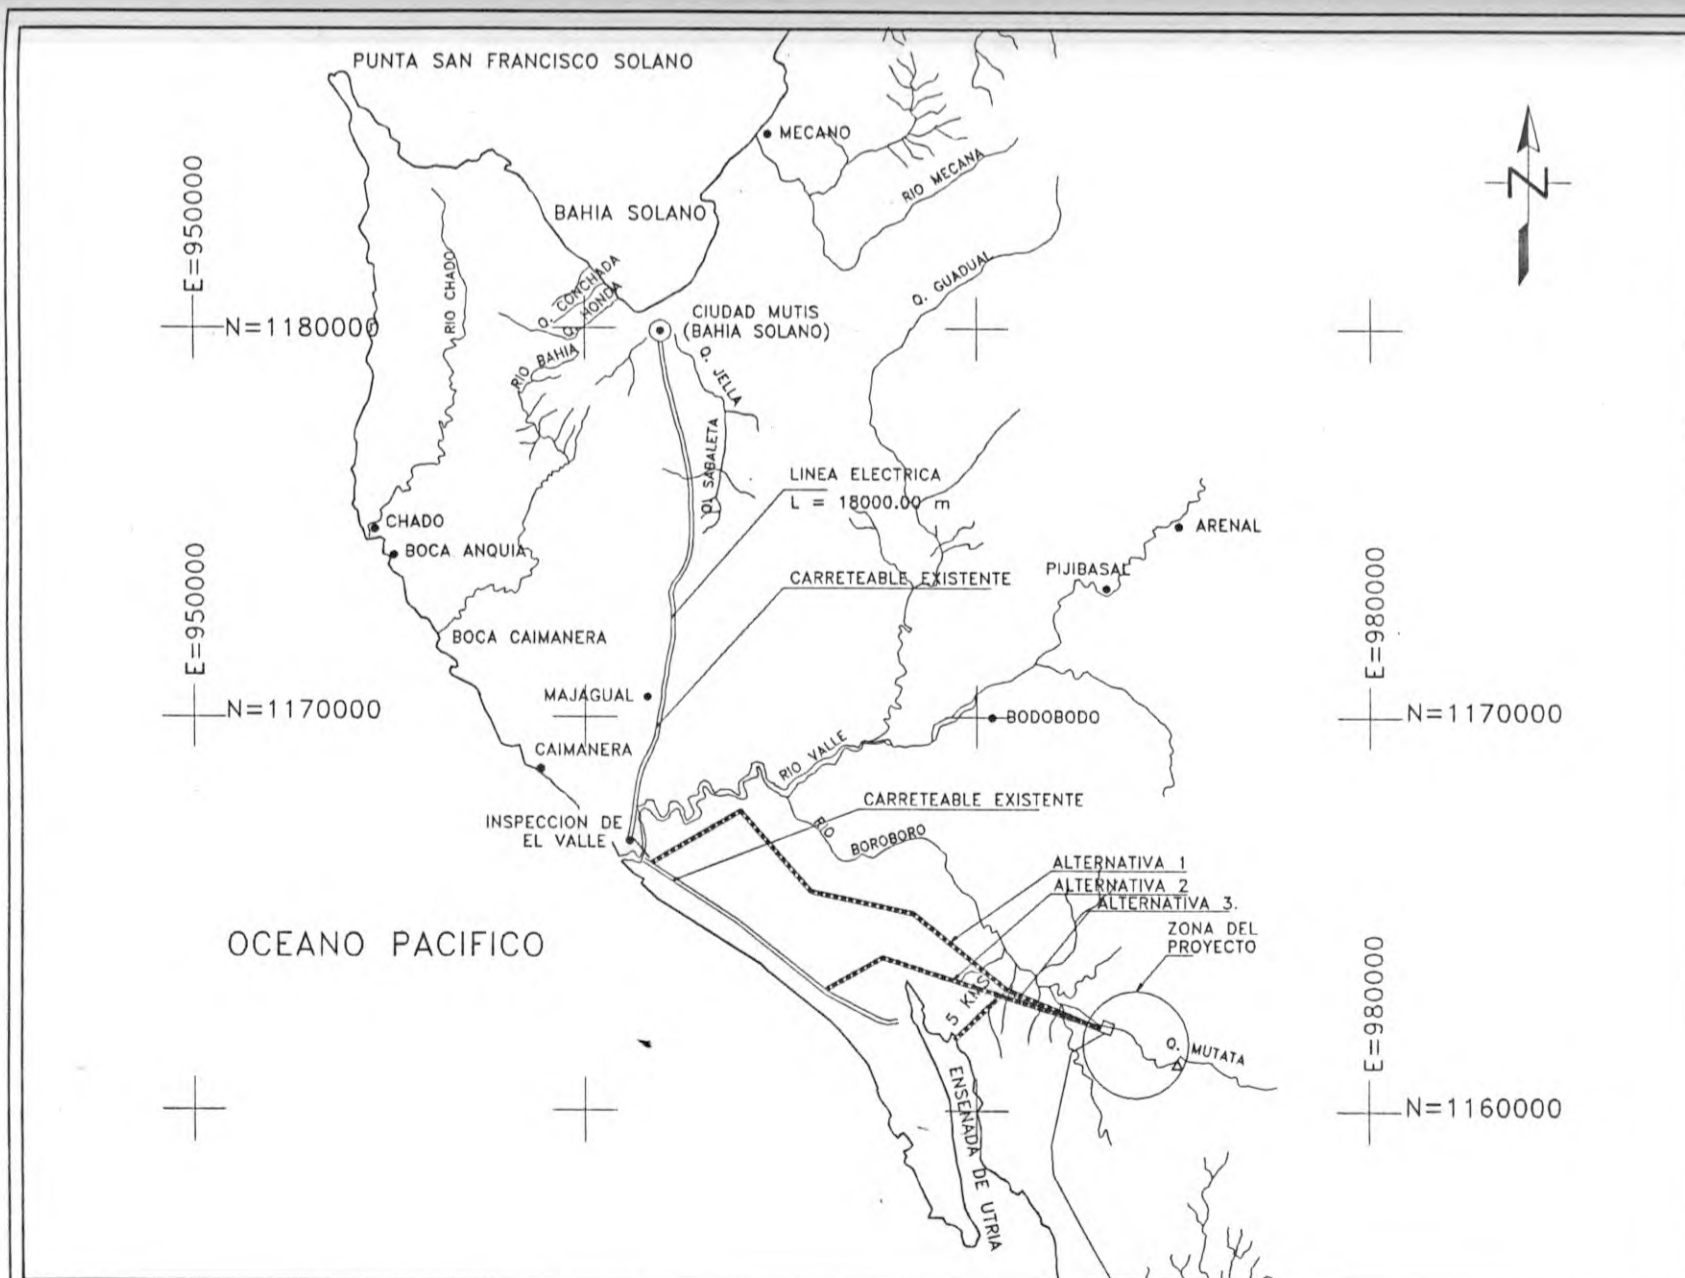 PUNTA SAN FRANCISCO SOLANO
MECANO
RIO MECANA
E=950000
BAHIA SOLANO
N
RIO CHADO
Q. CONCHADA
Q. HONDA
Q. GUADUAL
N=1180000
CIUDAD MUTIS
(BAHIA SOLANO)
RIO BAHIA
Q. JELLA
Q. SABALETA
LINEA ELECTRICA
L = 18000.00 m
CHADO
ARENAL
BOCA ANQUIA
PIJIBASAL
CARRETEABLE EXISTENTE
E=950000
E=980000
BOCA CAIMANERA
MAJAGUAL
N=1170000
BODOBODO
N=1170000
CAIMANERA
RIO VALLE
CARRETEABLE EXISTENTE
INSPECCION DE
EL VALLE
RIO
BOROBORO
ALTERNATIVA 1
ALTERNATIVA 2
ALTERNATIVA 3.
ZONA DEL
PROYECTO
OCEANO PACIFICO
5 KMS
E=980000
Q. MUTATA
ENSENADA DE UTRIA
N=1160000